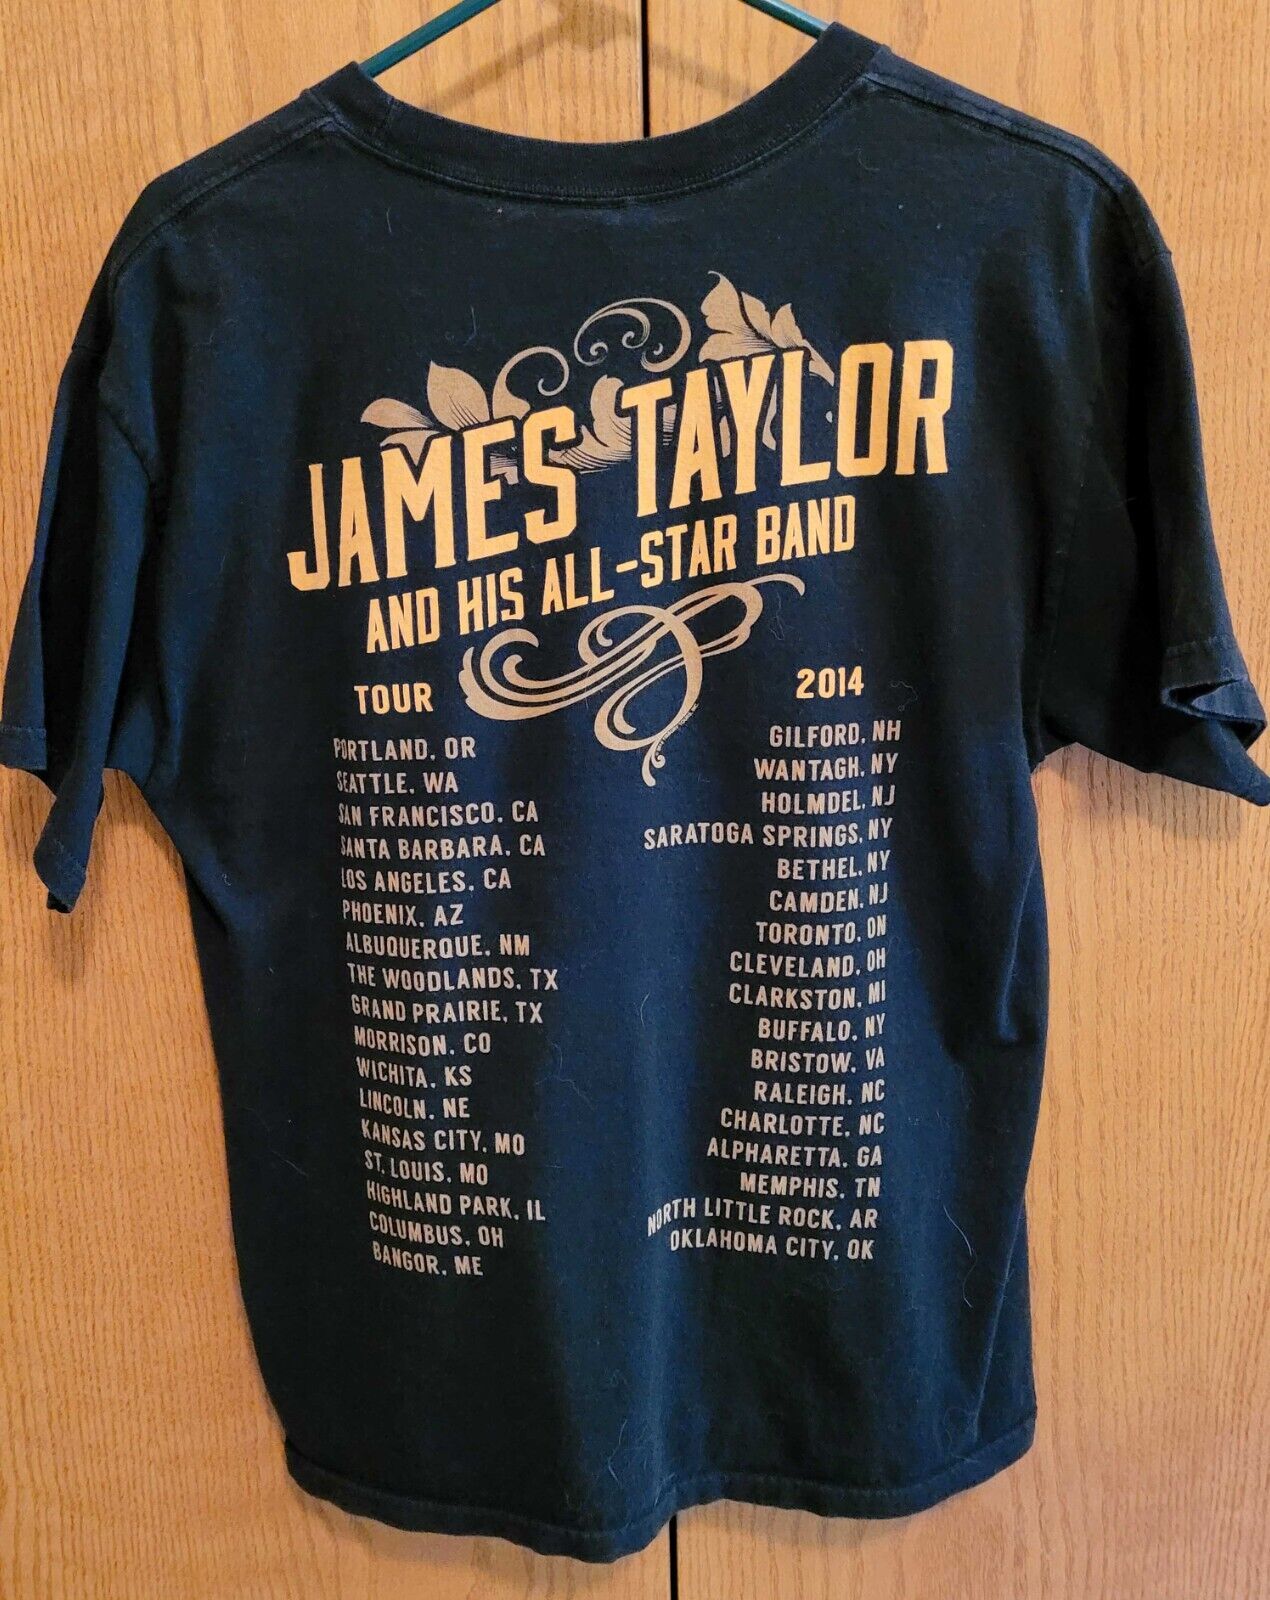 JAMES TAYLOR
AND HIS ALL-STAR BAND
TOUR
2014
PORTLAND, OR
SEATTLE, WA
SAN FRANCISCO, CA
SANTA BARBARA, CA
LOS ANGELES, CA
PHOENIX, AZ
ALBUQUERQUE, NM
THE WOODLANDS, TX
GRAND PRAIRIE, TX
MORRISON, CO
WICHITA, KS
LINCOLN, NE
KANSAS CITY, MO
ST. LOUIS, MO
HIGHLAND PARK, IL
COLUMBUS, OH
BANGOR, ME
GILFORD, NH
WANTAGH, NY
HOLMDEL, NJ
SARATOGA SPRINGS, NY
BETHEL, NY
CAMDEN, NJ
TORONTO, ON
CLEVELAND, OH
CLARKSTON, MI
BUFFALO, NY
BRISTOW, VA
RALEIGH, NC
CHARLOTTE, NC
ALPHARETTA, GA
MEMPHIS, TN
NORTH LITTLE ROCK, AR
OKLAHOMA CITY, OK